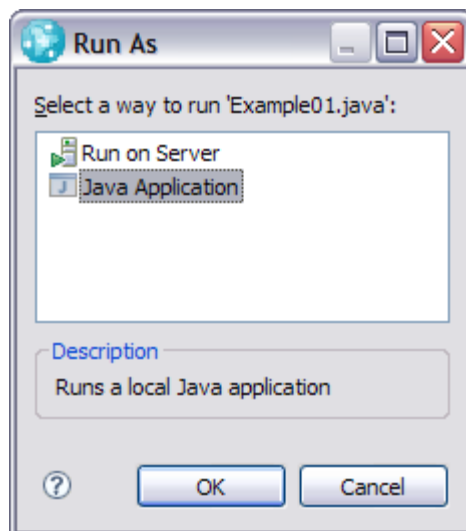 Run As
Select a way to run 'Example01.java':
Run on Server
Java Application
Description
Runs a local Java application
?
OK
Cancel